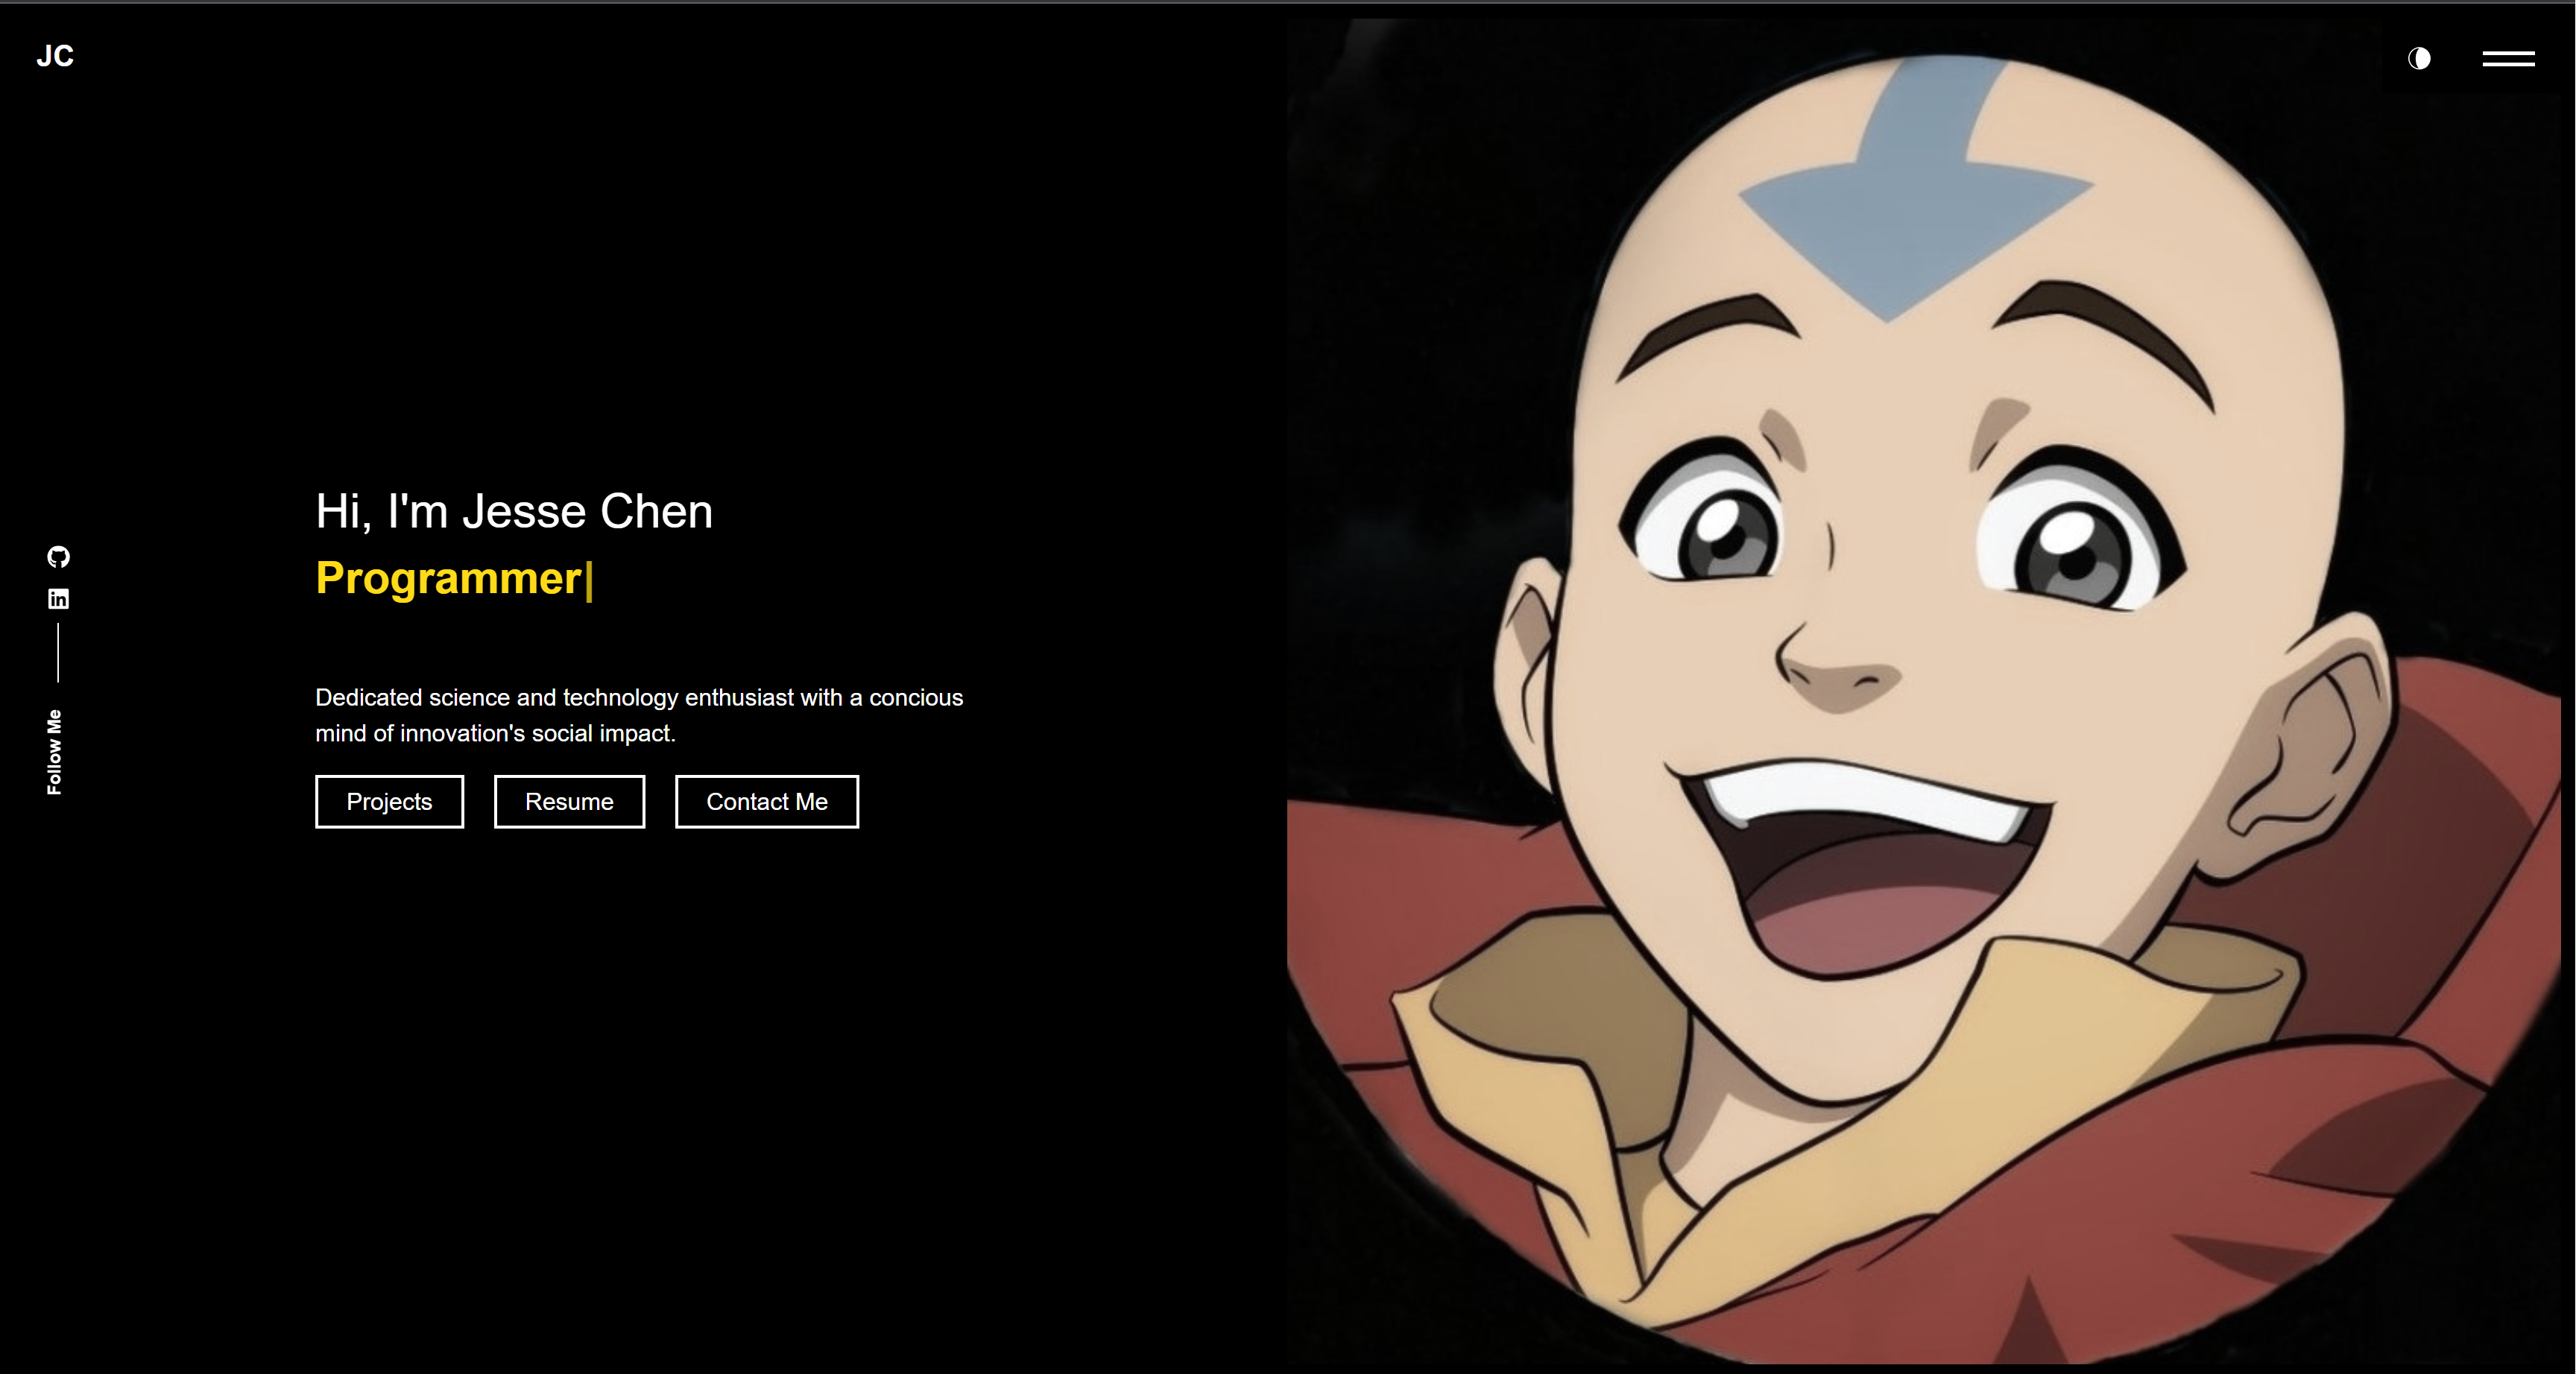 JC
Hi, I'm Jesse Chen
Programmer|
Dedicated science and technology enthusiast with a concious
mind of innovation's social impact.
Projects
Resume
Contact Me
in
Follow Me